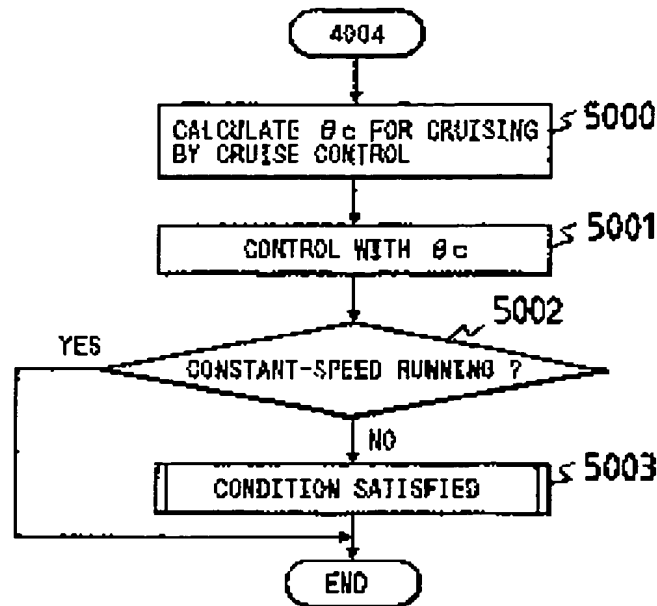 4004
CALCULATE θc FOR CRUISING
BY CRUISE CONTROL
5000
CONTROL WITH θc
5001
5002
YES
CONSTANT-SPEED RUNNING ?
NO
CONDITION SATISFIED
5003
END